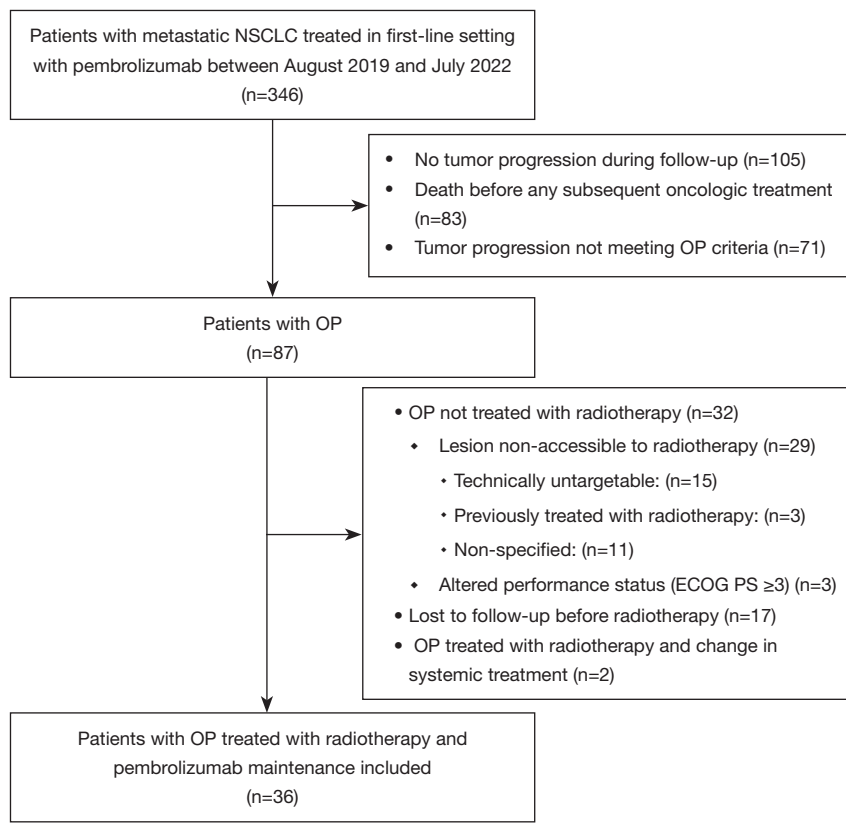 Patients with metastatic NSCLC treated in first-line setting
with pembrolizumab between August 2019 and July 2022
(n=346)
• No tumor progression during follow-up (n=105)
• Death before any subsequent oncologic treatment
(n=83)
• Tumor progression not meeting OP criteria (n=71)
Patients with OP
(n=87)
• OP not treated with radiotherapy (n=32)
◆ Lesion non-accessible to radiotherapy (n=29)
◆ Technically untargetable: (n=15)
◆ Previously treated with radiotherapy: (n=3)
◆ Non-specified: (n=11)
◆ Altered performance status (ECOG PS ≥3) (n=3)
• Lost to follow-up before radiotherapy (n=17)
• OP treated with radiotherapy and change in
systemic treatment (n=2)
Patients with OP treated with radiotherapy and
pembrolizumab maintenance included
(n=36)